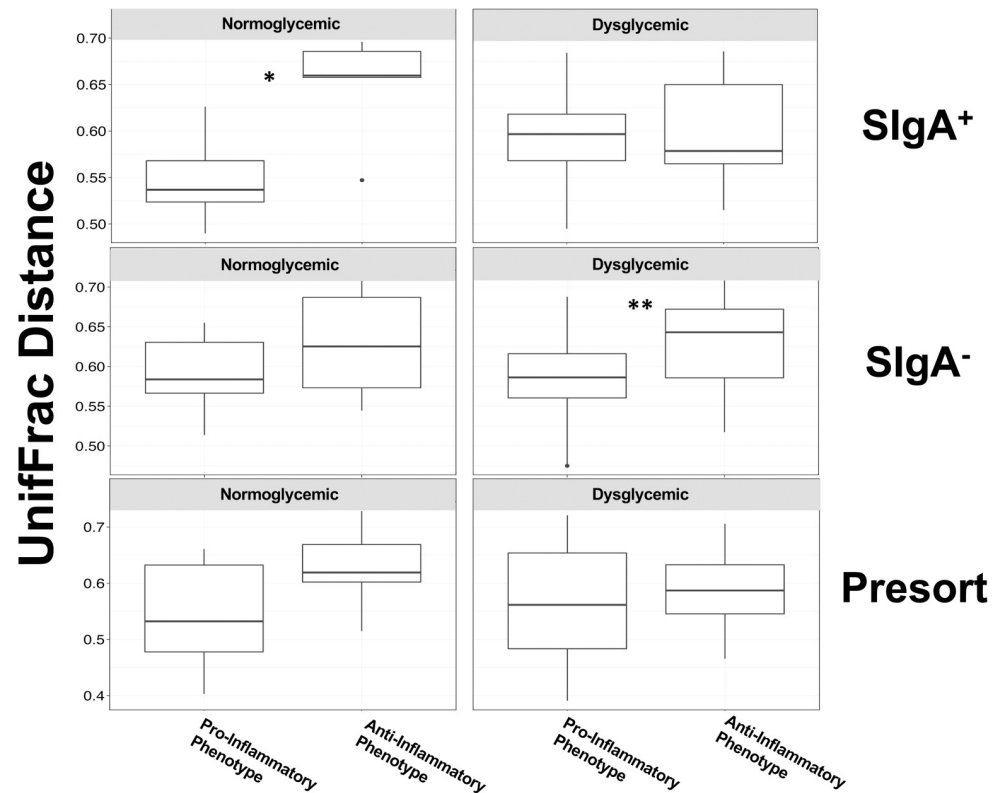 UnifFrac Distance
Normoglycemic
Dysglycemic
0.70
0.65
0.60
0.55
0.50
*
SIgA⁺
Normoglycemic
Dysglycemic
0.70
0.65
0.60
0.55
0.50
**
SIgA⁻
Normoglycemic
Dysglycemic
0.7
0.6
0.5
0.4
Presort
Pro-Inflammatory
Phenotype
Anti-Inflammatory
Phenotype
Pro-Inflammatory
Phenotype
Anti-Inflammatory
Phenotype